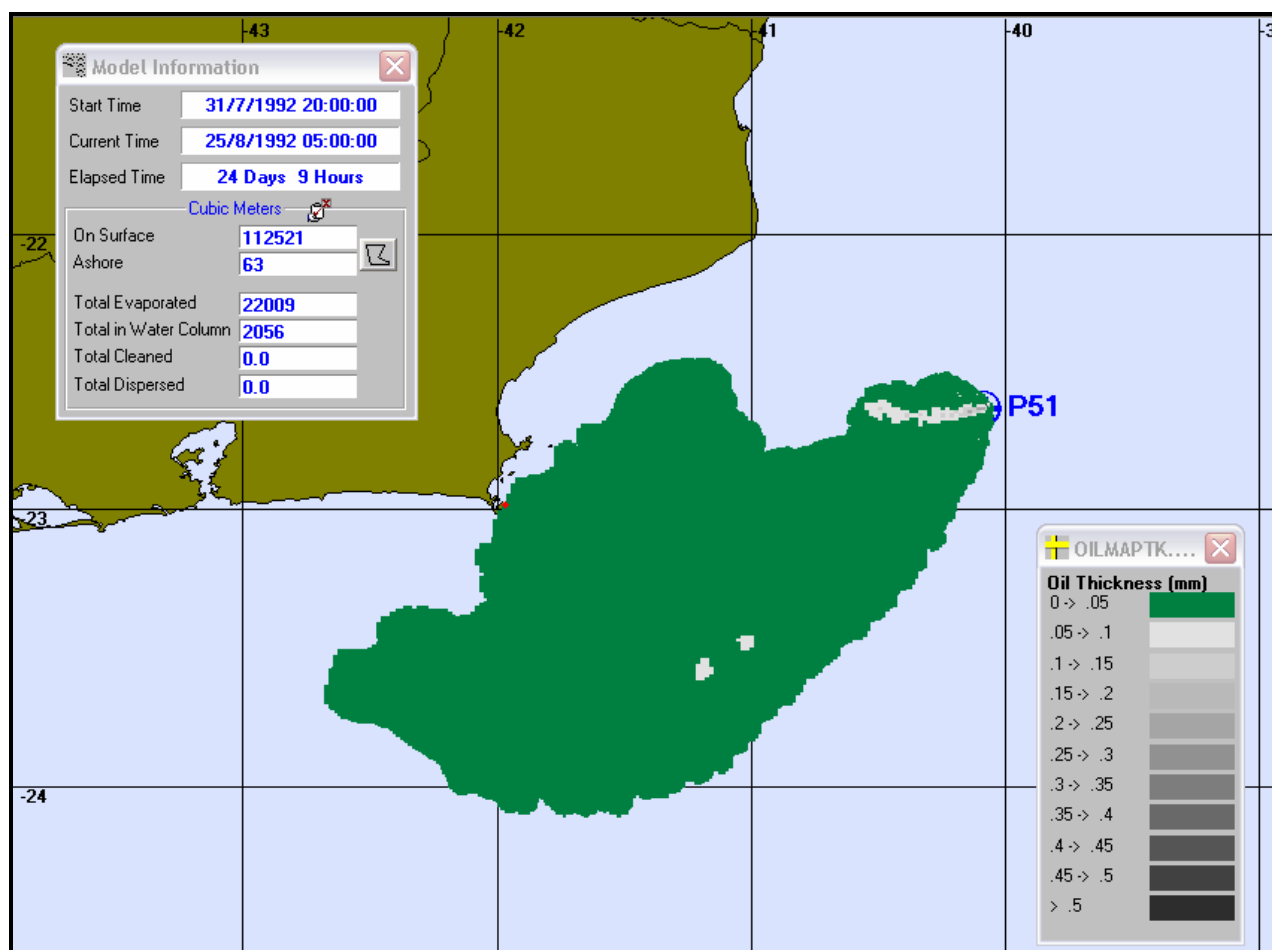 -43
-42
-41
-40
-3
Model Information
Start Time 31/7/1992 20:00:00
Current Time 25/8/1992 05:00:00
Elapsed Time 24 Days 9 Hours
Cubic Meters
On Surface 112521
Ashore 63
Total Evaporated 22009
Total in Water Column 2056
Total Cleaned 0.0
Total Dispersed 0.0
-22
P51
-23
-24
OILMAPTK....
Oil Thickness (mm)
0 -> .05
.05 -> .1
.1 -> .15
.15 -> .2
.2 -> .25
.25 -> .3
.3 -> .35
.35 -> .4
.4 -> .45
.45 -> .5
> .5